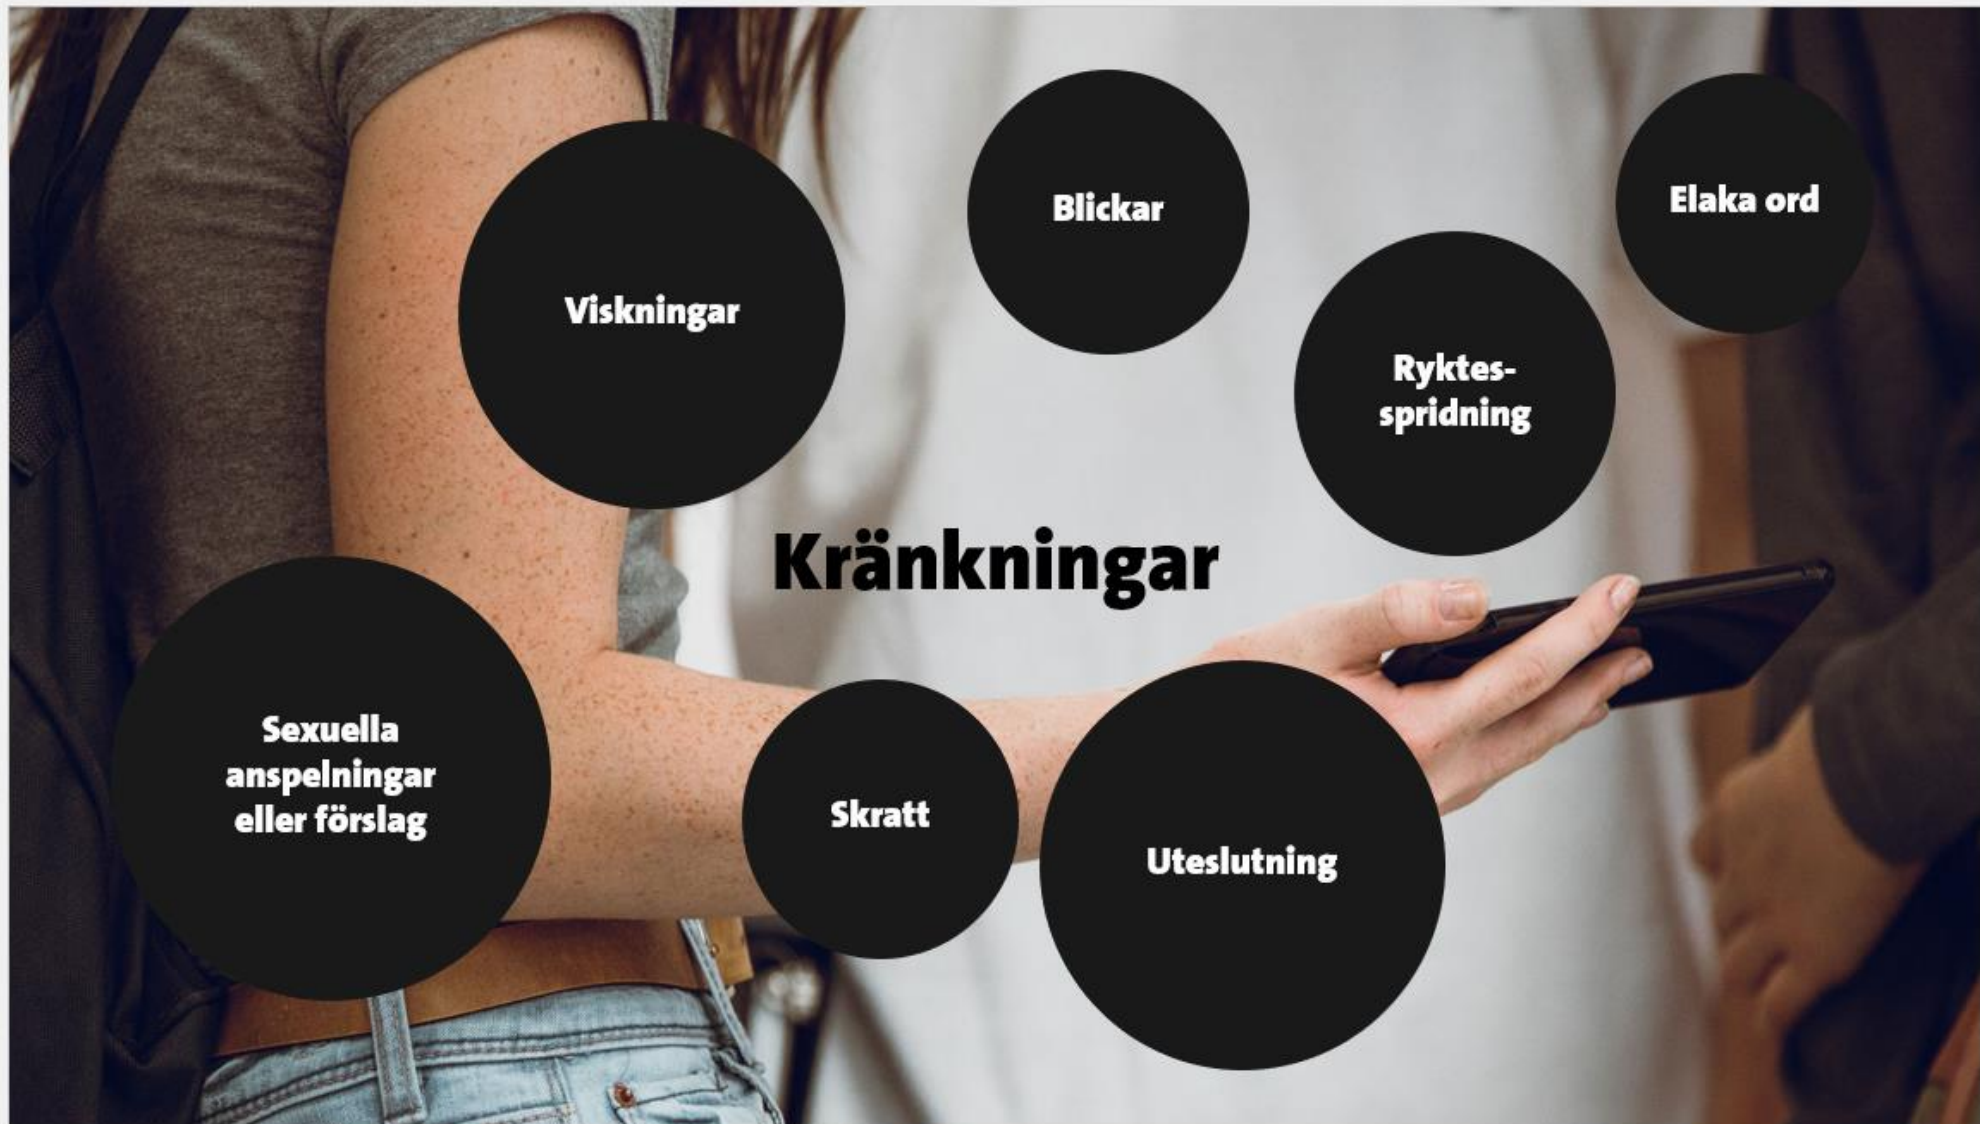 Viskningar
Blickar
Elaka ord
Ryktes-
spridning
Kränkningar
Sexuella
anspelningar
eller förslag
Skratt
Uteslutning